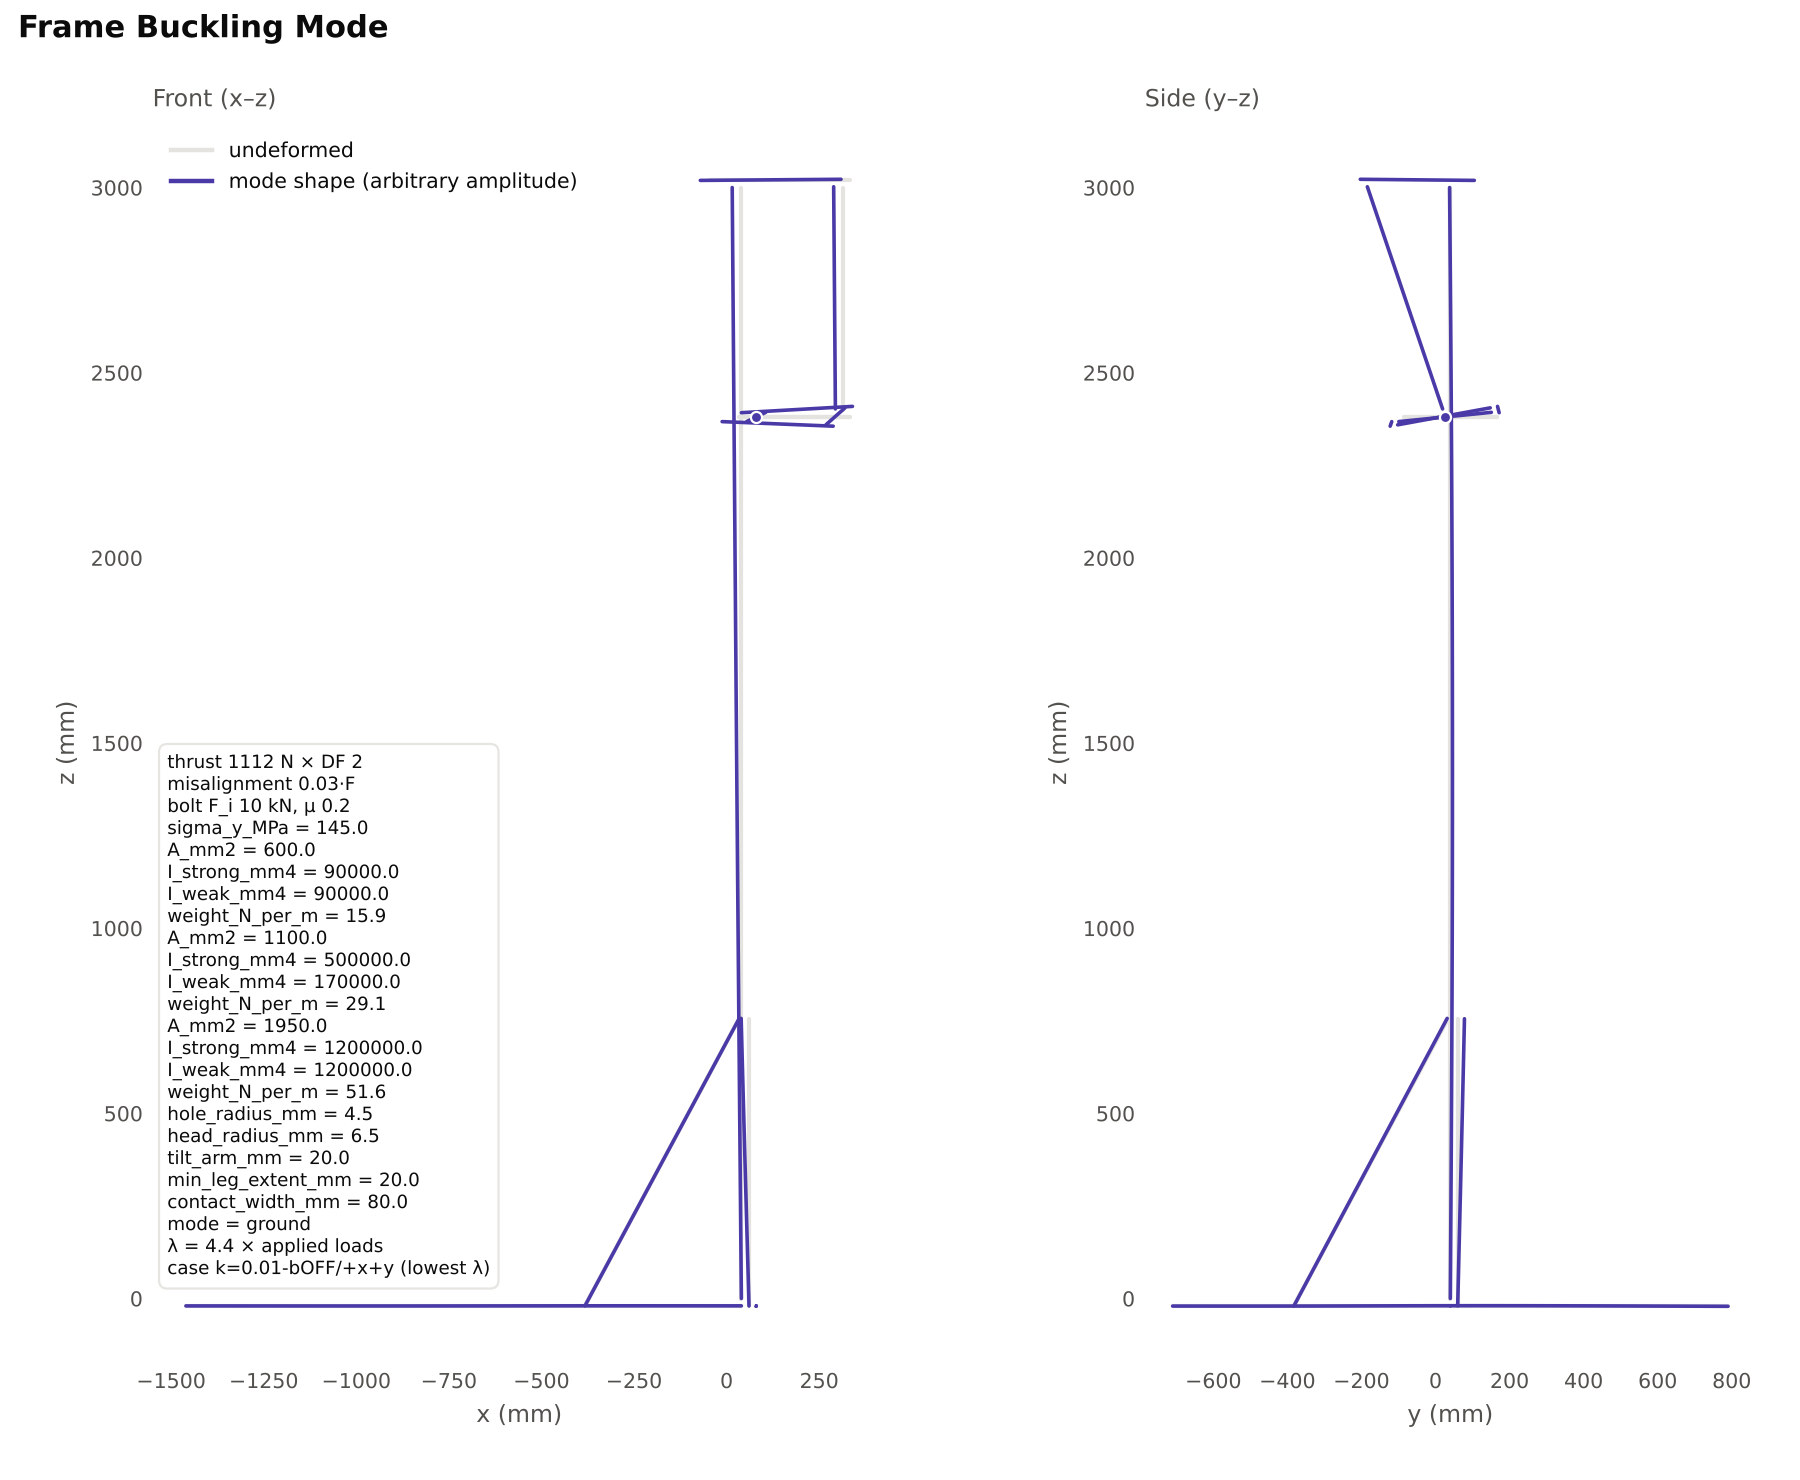 Frame Buckling Mode
Front (x–z)
undeformed
mode shape (arbitrary amplitude)
3000
2500
2000
1500
1000
500
0
z (mm)
thrust 1112 N × DF 2
misalignment 0.03·F
bolt F_i 10 kN, μ 0.2
sigma_y_MPa = 145.0
A_mm2 = 600.0
I_strong_mm4 = 90000.0
I_weak_mm4 = 90000.0
weight_N_per_m = 15.9
A_mm2 = 1100.0
I_strong_mm4 = 500000.0
I_weak_mm4 = 170000.0
weight_N_per_m = 29.1
A_mm2 = 1950.0
I_strong_mm4 = 1200000.0
I_weak_mm4 = 1200000.0
weight_N_per_m = 51.6
hole_radius_mm = 4.5
head_radius_mm = 6.5
tilt_arm_mm = 20.0
min_leg_extent_mm = 20.0
contact_width_mm = 80.0
mode = ground
λ = 4.4 × applied loads
case k=0.01-bOFF/+x+y (lowest λ)
−1500 −1250 −1000 −750 −500 −250 0 250
x (mm)
Side (y–z)
3000
2500
2000
1500
1000
500
0
z (mm)
−600 −400 −200 0 200 400 600 800
y (mm)